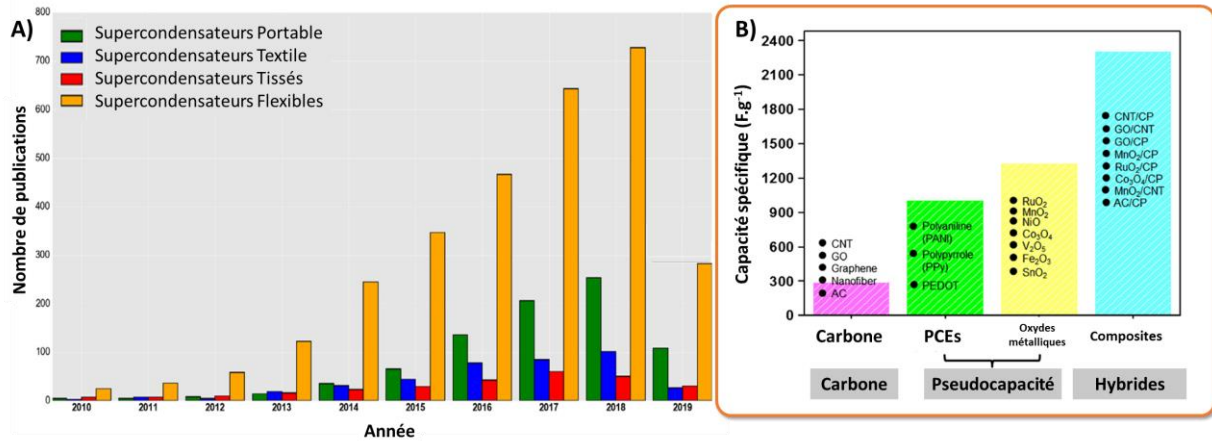 A)
Supercondensateurs Portable
Supercondensateurs Textile
Supercondensateurs Tissés
Supercondensateurs Flexibles
Nombre de publications
800
700
600
500
400
300
200
100
0
2010 2011 2012 2013 2014 2015 2016 2017 2018 2019
Année
B)
Capacité spécifique (F.g⁻¹)
2400
2100
1800
1500
1200
900
600
300
0
CNT
GO
Graphene
Nanofiber
AC
Polyaniline
(PANI)
Polypyrrole
(PPy)
PEDOT
RuO₂
MnO₂
NiO
Co₃O₄
V₂O₅
Fe₂O₃
SnO₂
CNT/CP
GO/CNT
GO/CP
MnO₂/CP
RuO₂/CP
Co₃O₄/CP
MnO₂/CNT
AC/CP
Carbone
PCEs
Oxydes
métalliques
Composites
Carbone
Pseudocapacité
Hybrides